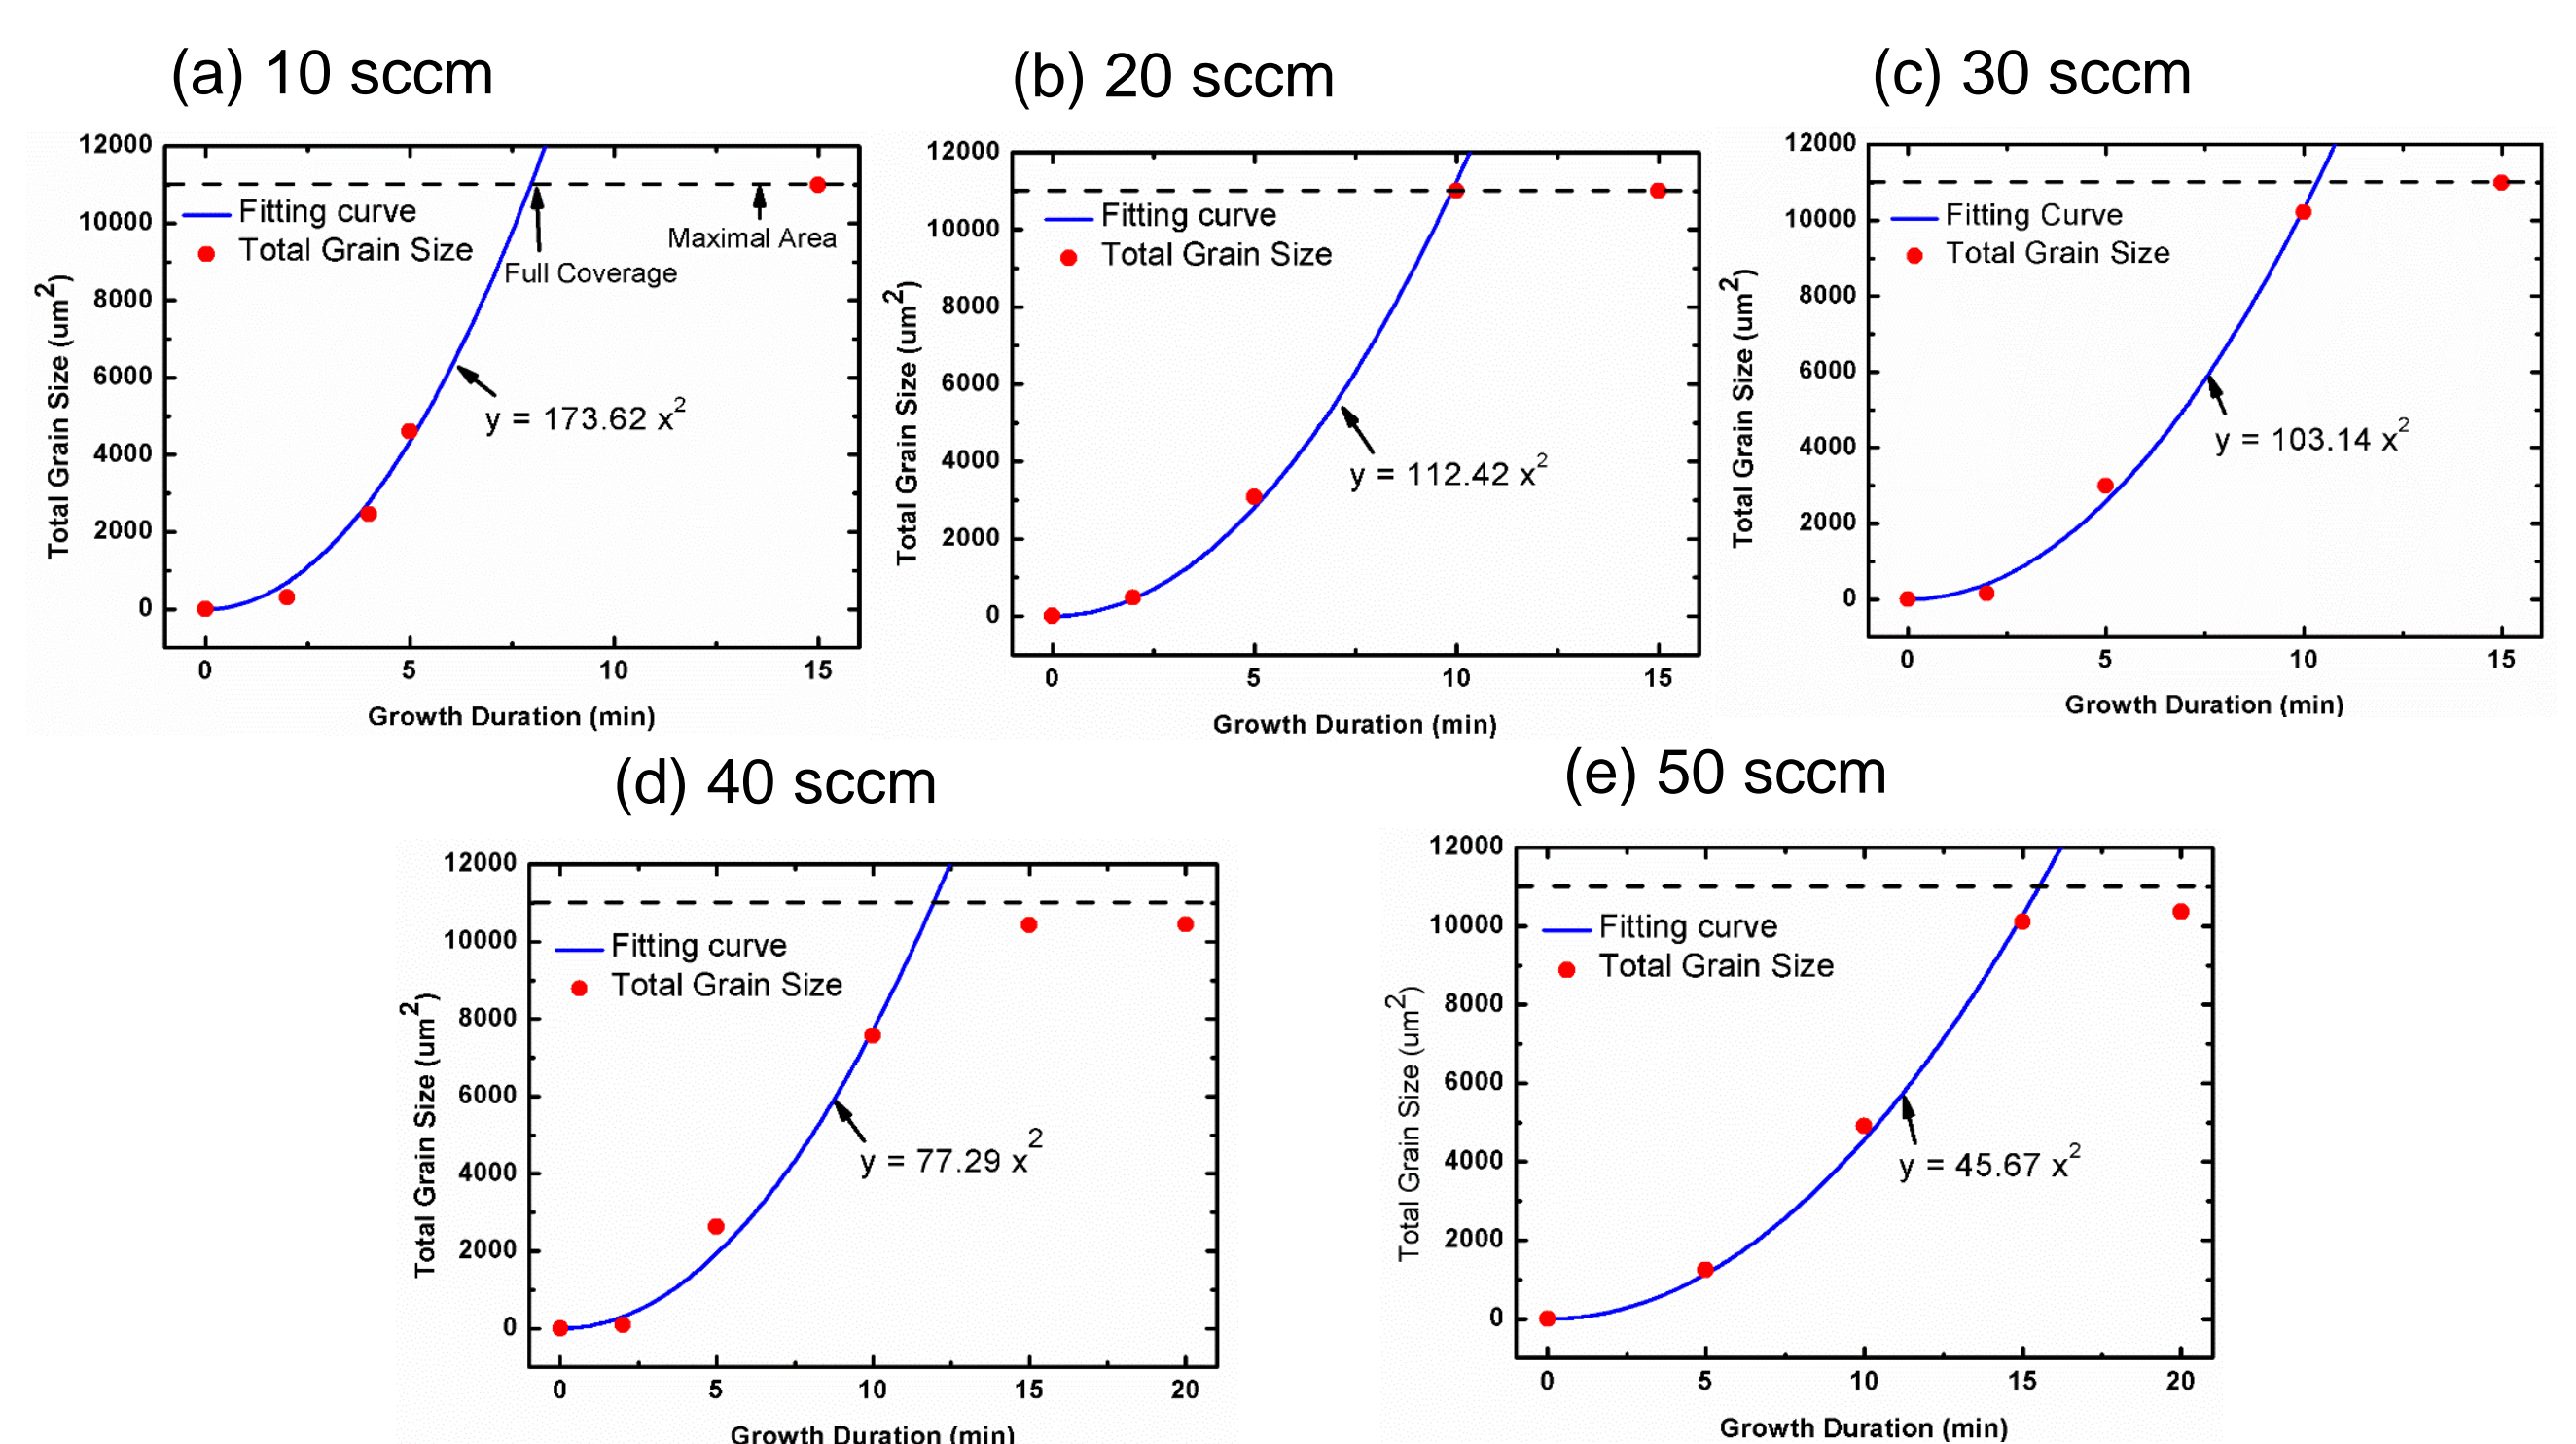 (a) 10 sccm
12000
10000
8000
6000
4000
2000
0
Total Grain Size (um²)
Fitting curve
Total Grain Size
Maximal Area
Full Coverage
y = 173.62 x²
0 5 10 15
Growth Duration (min)
(b) 20 sccm
12000
10000
8000
6000
4000
2000
0
Total Grain Size (um²)
Fitting curve
Total Grain Size
y = 112.42 x²
0 5 10 15
Growth Duration (min)
(c) 30 sccm
12000
10000
8000
6000
4000
2000
0
Total Grain Size (um²)
Fitting Curve
Total Grain Size
y = 103.14 x²
0 5 10 15
Growth Duration (min)
(d) 40 sccm
12000
10000
8000
6000
4000
2000
0
Total Grain Size (um²)
Fitting curve
Total Grain Size
y = 77.29 x²
0 5 10 15 20
Growth Duration (min)
(e) 50 sccm
12000
10000
8000
6000
4000
2000
0
Total Grain Size (um²)
Fitting curve
Total Grain Size
y = 45.67 x²
0 5 10 15 20
Growth Duration (min)